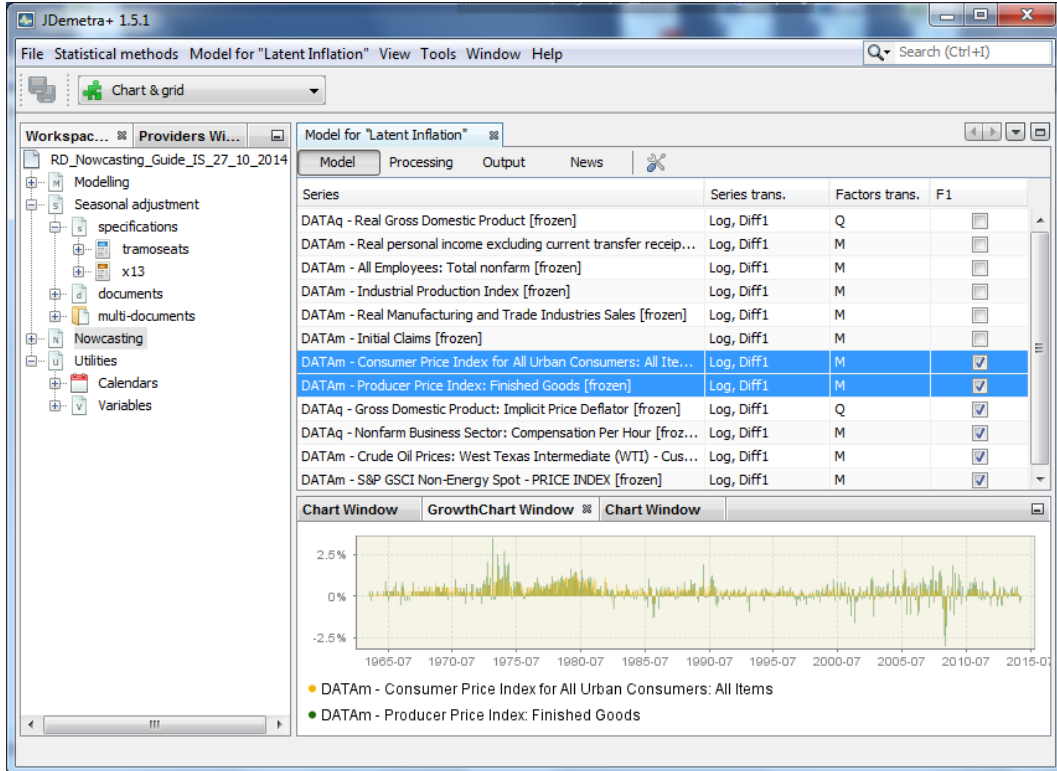 JDemetra+ 1.5.1
File Statistical methods Model for "Latent Inflation" View Tools Window Help
Search (Ctrl+I)
Chart & grid
Workspac... Providers Wi...
RD_Nowcasting_Guide_IS_27_10_2014
M Modelling
S Seasonal adjustment
s specifications
tramoseats
x13
d documents
multi-documents
N Nowcasting
U Utilities
Calendars
V Variables
Model for "Latent Inflation"
Model Processing Output News
Series Series trans. Factors trans. F1
DATAq - Real Gross Domestic Product [frozen] Log, Diff1 Q
DATAm - Real personal income excluding current transfer receip... Log, Diff1 M
DATAm - All Employees: Total nonfarm [frozen] Log, Diff1 M
DATAm - Industrial Production Index [frozen] Log, Diff1 M
DATAm - Real Manufacturing and Trade Industries Sales [frozen] Log, Diff1 M
DATAm - Initial Claims [frozen] Log, Diff1 M
DATAm - Consumer Price Index for All Urban Consumers: All Ite... Log, Diff1 M
DATAm - Producer Price Index: Finished Goods [frozen] Log, Diff1 M
DATAq - Gross Domestic Product: Implicit Price Deflator [frozen] Log, Diff1 Q
DATAq - Nonfarm Business Sector: Compensation Per Hour [froz... Log, Diff1 M
DATAm - Crude Oil Prices: West Texas Intermediate (WTI) - Cus... Log, Diff1 M
DATAm - S&P GSCI Non-Energy Spot - PRICE INDEX [frozen] Log, Diff1 M
Chart Window GrowthChart Window Chart Window
2.5%
0%
-2.5%
1965-07 1970-07 1975-07 1980-07 1985-07 1990-07 1995-07 2000-07 2005-07 2010-07 2015-07
DATAm - Consumer Price Index for All Urban Consumers: All Items
DATAm - Producer Price Index: Finished Goods